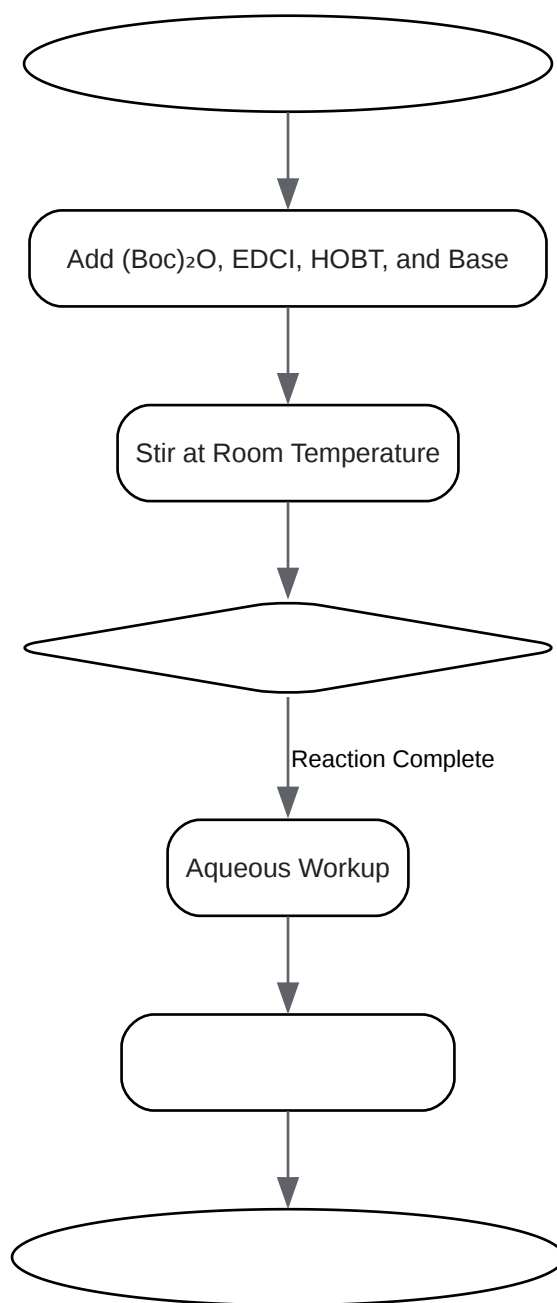 Add (Boc)₂O, EDCI, HOBT, and Base
Stir at Room Temperature
Reaction Complete
Aqueous Workup